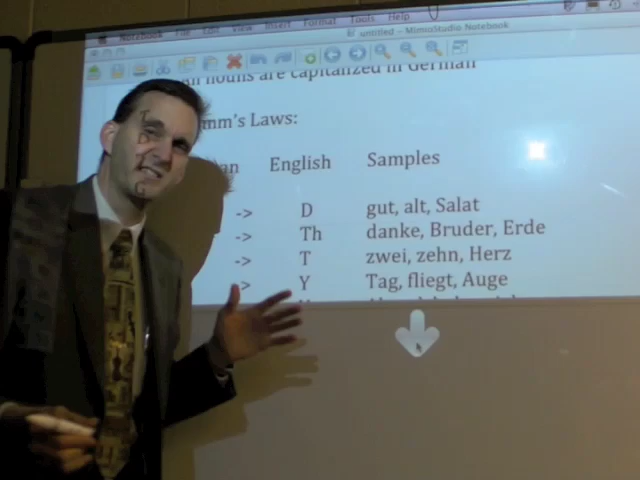 Notebook File Edit View Insert Format Tools Help
untitled - MimioStudio Notebook
nouns are capitalized in German
mm's Laws:
an English Samples
-> D gut, alt, Salat
-> Th danke, Bruder, Erde
-> T zwei, zehn, Herz
-> Y Tag, fliegt, Auge